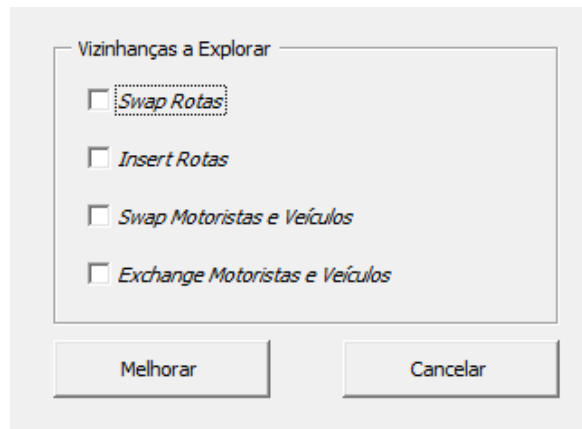 Vizinhanças a Explorar
Swap Rotas
Insert Rotas
Swap Motoristas e Veículos
Exchange Motoristas e Veículos
Melhorar Cancelar